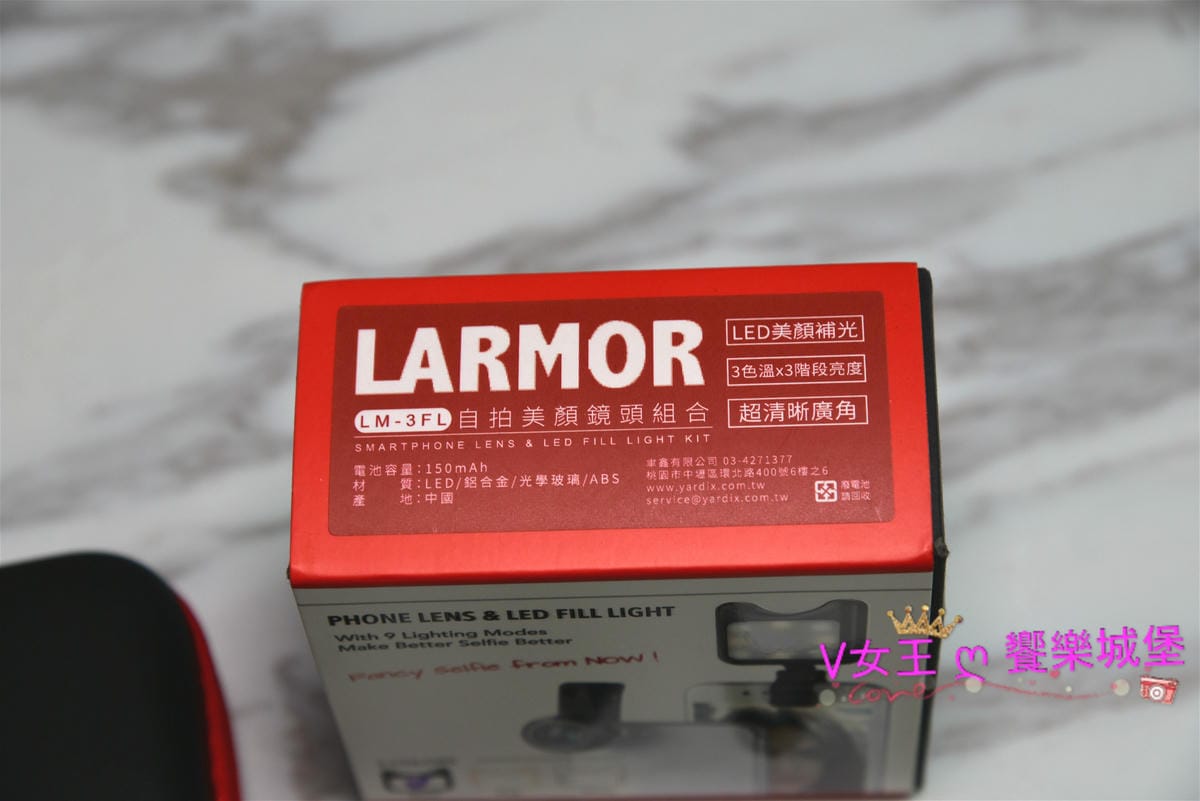 LARMOR
LM-3FL 自拍美顏鏡頭組合
SMARTPHONE LENS & LED FILL LIGHT KIT
電池容量:150mAh
材 質:LED/鋁合金/光學玻璃/ABS
產 地:中國
LED美顏補光
3色溫x3階段亮度
超清晰廣角
聿鑫有限公司 03-4271377
桃園市中壢區環北路400號6樓之6
www.yardix.com.tw
service@yardix.com.tw
廢電池
請回收
PHONE LENS & LED FILL LIGHT
With 9 Lighting Modes
Make Better Selfie Better
Fancy selfie from NOW !
V女王ღ饗樂城堡
Love